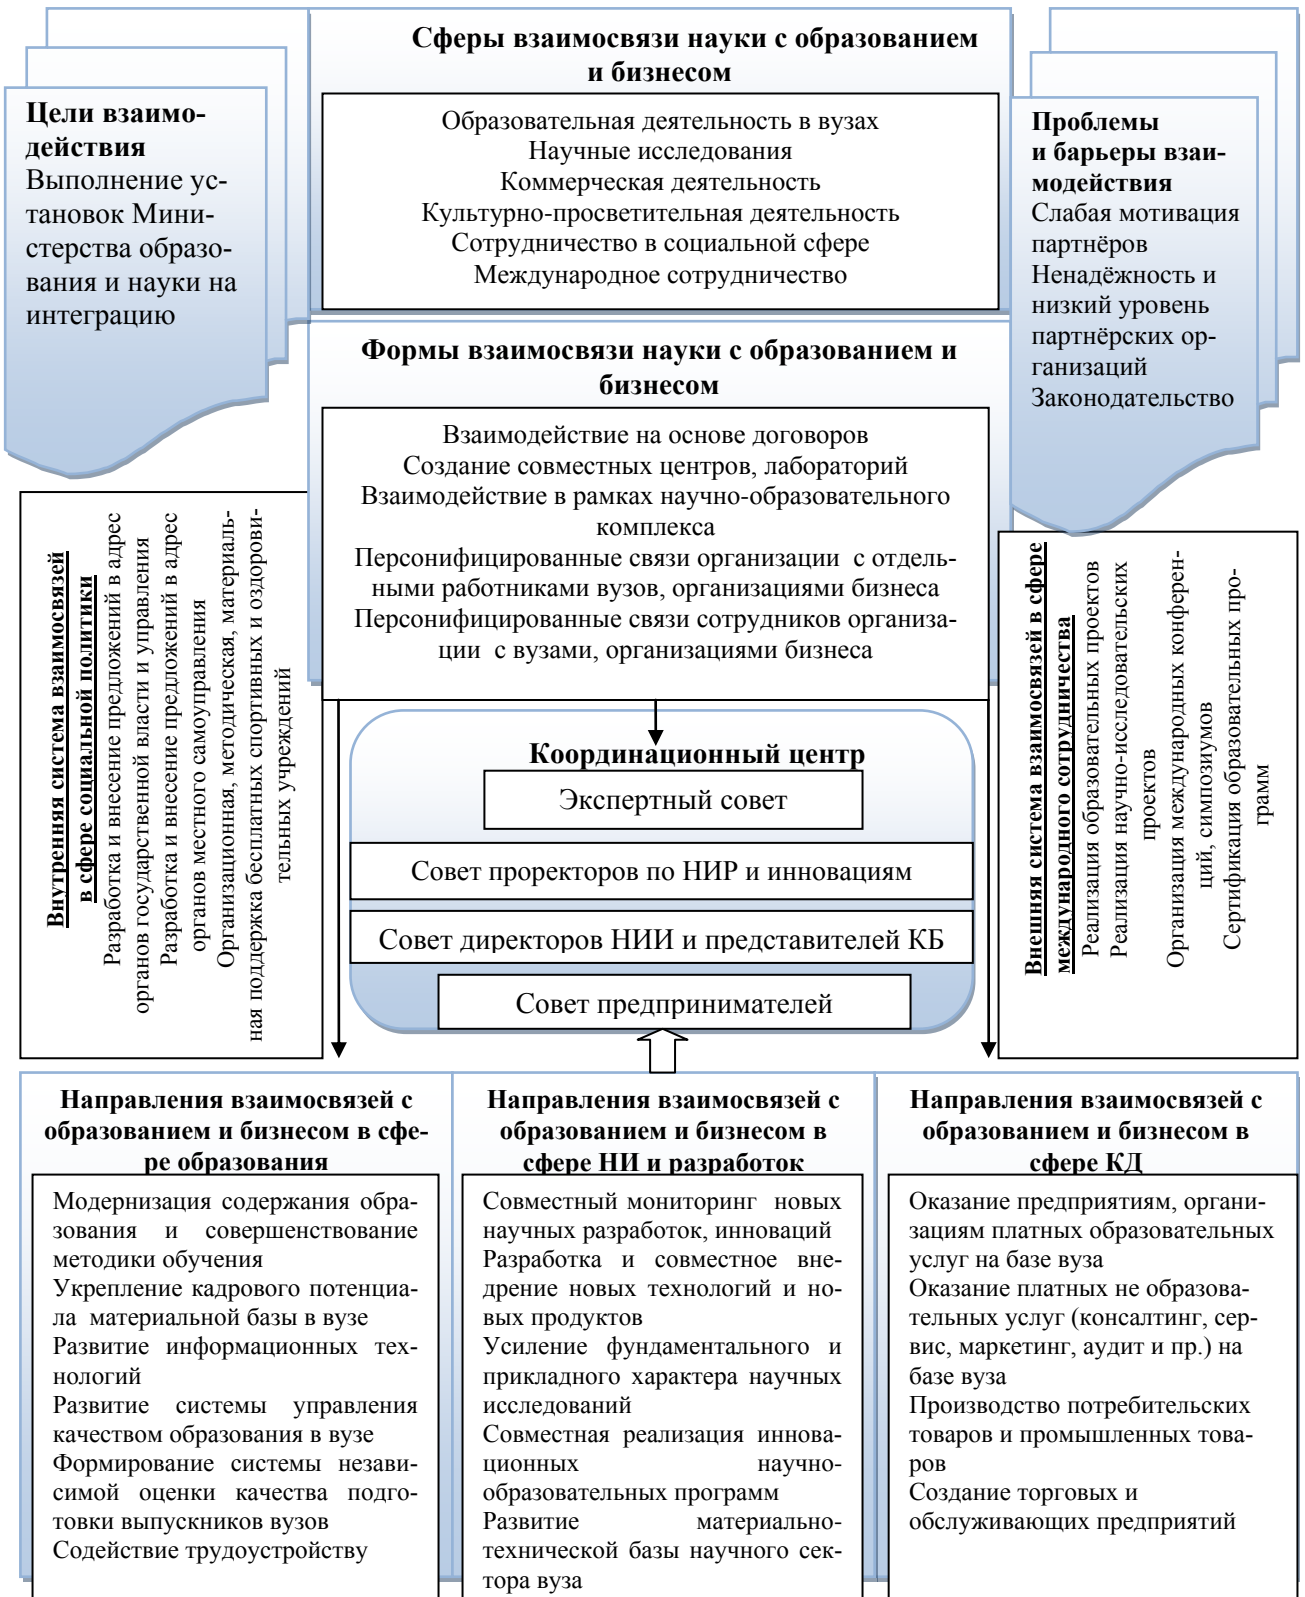 Сферы взаимосвязи науки с образованием
и бизнесом
Образовательная деятельность в вузах
Научные исследования
Коммерческая деятельность
Культурно-просветительная деятельность
Сотрудничество в социальной сфере
Международное сотрудничество
Цели взаимо-
действия
Выполнение ус-
тановок Мини-
стерства образо-
вания и науки на
интеграцию
Проблемы
и барьеры взаи-
модействия
Слабая мотивация
партнёров
Ненадёжность и
низкий уровень
партнёрских ор-
ганизаций
Законодательство
Формы взаимосвязи науки с образованием и
бизнесом
Взаимодействие на основе договоров
Создание совместных центров, лабораторий
Взаимодействие в рамках научно-образовательного
комплекса
Персонифицированные связи организации с отдель-
ными работниками вузов, организациями бизнеса
Персонифицированные связи сотрудников организа-
ции с вузами, организациями бизнеса
Внутренняя система взаимосвязей
в сфере социальной политики
Разработка и внесение предложений в адрес
органов государственной власти и управления
Разработка и внесение предложений в адрес
органов местного самоуправления
Организационная, методическая, материаль-
ная поддержка бесплатных спортивных и оздорови-
тельных учреждений
Внешняя система взаимосвязей в сфере
международного сотрудничества
Реализация образовательных проектов
Реализация научно-исследовательских
проектов
Организация международных конферен-
ций, симпозиумов
Сертификация образовательных про-
грамм
Координационный центр
Экспертный совет
Совет проректоров по НИР и инновациям
Совет директоров НИИ и представителей КБ
Совет предпринимателей
Направления взаимосвязей с
образованием и бизнесом в сфе-
ре образования
Модернизация содержания обра-
зования и совершенствование
методики обучения
Укрепление кадрового потенциа-
ла материальной базы в вузе
Развитие информационных тех-
нологий
Развитие системы управления
качеством образования в вузе
Формирование системы незави-
симой оценки качества подго-
товки выпускников вузов
Содействие трудоустройству
Направления взаимосвязей с
образованием и бизнесом в
сфере НИ и разработок
Совместный мониторинг новых
научных разработок, инноваций
Разработка и совместное вне-
дрение новых технологий и но-
вых продуктов
Усиление фундаментального и
прикладного характера научных
исследований
Совместная реализация иннова-
ционных научно-
образовательных программ
Развитие материально-
технической базы научного сек-
тора вуза
Направления взаимосвязей с
образованием и бизнесом в
сфере КД
Оказание предприятиям, органи-
зациям платных образовательных
услуг на базе вуза
Оказание платных не образова-
тельных услуг (консалтинг, сер-
вис, маркетинг, аудит и пр.) на
базе вуза
Производство потребительских
товаров и промышленных това-
ров
Создание торговых и
обслуживающих предприятий